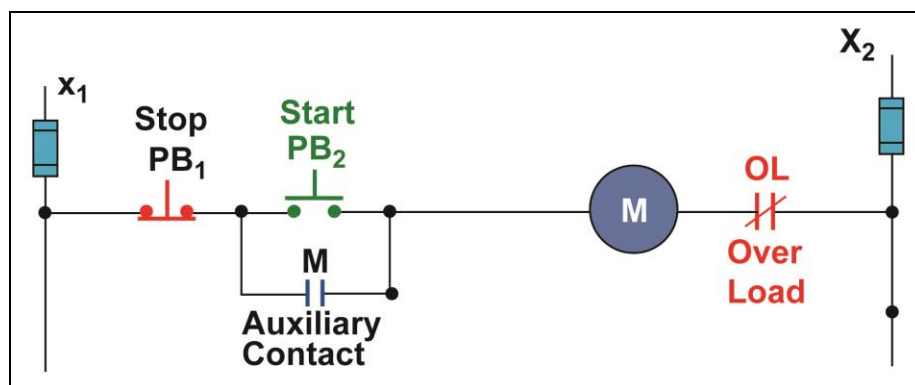 x₁
X₂
Stop
PB₁
Start
PB₂
M
Auxiliary
Contact
M
OL
Over
Load